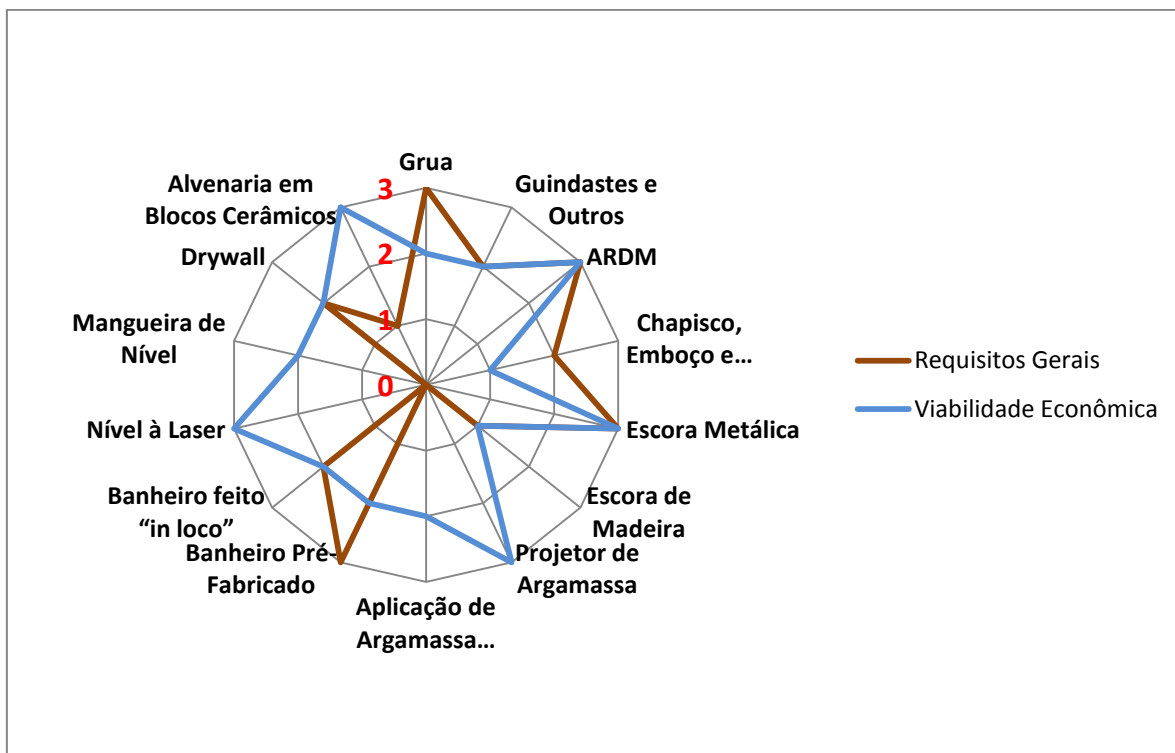 Grua
Guindastes e
Outros
ARDM
Chapisco,
Emboço e...
Escora Metálica
Escora de
Madeira
Projetor de
Argamassa
Aplicação de
Argamassa...
Banheiro Pré-
Fabricado
Banheiro feito
“in loco”
Nível à Laser
Mangueira de
Nível
Drywall
Alvenaria em
Blocos Cerâmicos
3
2
1
0
Requisitos Gerais
Viabilidade Econômica